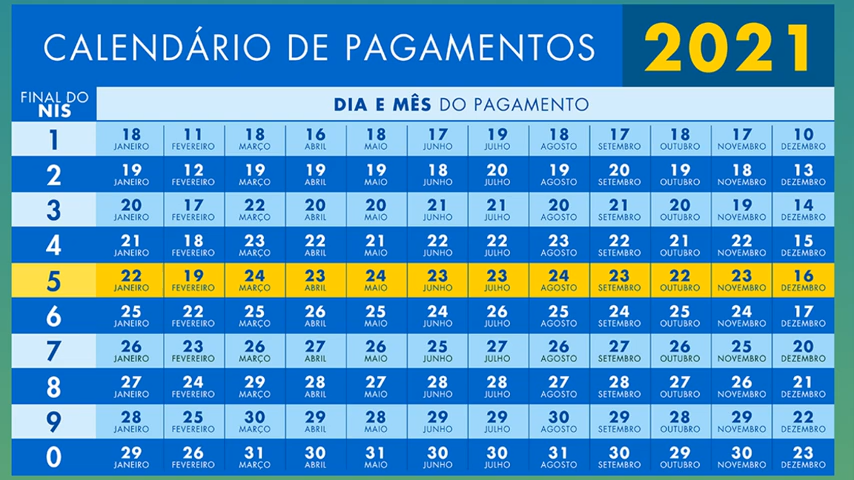 CALENDÁRIO DE PAGAMENTOS 2021
FINAL DO
NIS
DIA E MÊS DO PAGAMENTO
1 18 11 18 16 18 17 19 18 17 18 17 10
JANEIRO FEVEREIRO MARÇO ABRIL MAIO JUNHO JULHO AGOSTO SETEMBRO OUTUBRO NOVEMBRO DEZEMBRO
2 19 12 19 19 19 18 20 19 20 19 18 13
JANEIRO FEVEREIRO MARÇO ABRIL MAIO JUNHO JULHO AGOSTO SETEMBRO OUTUBRO NOVEMBRO DEZEMBRO
3 20 17 22 20 20 21 21 20 21 20 19 14
JANEIRO FEVEREIRO MARÇO ABRIL MAIO JUNHO JULHO AGOSTO SETEMBRO OUTUBRO NOVEMBRO DEZEMBRO
4 21 18 23 22 21 22 22 23 22 21 22 15
JANEIRO FEVEREIRO MARÇO ABRIL MAIO JUNHO JULHO AGOSTO SETEMBRO OUTUBRO NOVEMBRO DEZEMBRO
5 22 19 24 23 24 23 23 24 23 22 23 16
JANEIRO FEVEREIRO MARÇO ABRIL MAIO JUNHO JULHO AGOSTO SETEMBRO OUTUBRO NOVEMBRO DEZEMBRO
6 25 22 25 26 25 24 26 25 24 25 24 17
JANEIRO FEVEREIRO MARÇO ABRIL MAIO JUNHO JULHO AGOSTO SETEMBRO OUTUBRO NOVEMBRO DEZEMBRO
7 26 23 26 27 26 25 27 26 27 26 25 20
JANEIRO FEVEREIRO MARÇO ABRIL MAIO JUNHO JULHO AGOSTO SETEMBRO OUTUBRO NOVEMBRO DEZEMBRO
8 27 24 29 28 27 28 28 27 28 27 26 21
JANEIRO FEVEREIRO MARÇO ABRIL MAIO JUNHO JULHO AGOSTO SETEMBRO OUTUBRO NOVEMBRO DEZEMBRO
9 28 25 30 29 28 29 29 30 29 28 29 22
JANEIRO FEVEREIRO MARÇO ABRIL MAIO JUNHO JULHO AGOSTO SETEMBRO OUTUBRO NOVEMBRO DEZEMBRO
0 29 26 31 30 31 30 30 31 30 29 30 23
JANEIRO FEVEREIRO MARÇO ABRIL MAIO JUNHO JULHO AGOSTO SETEMBRO OUTUBRO NOVEMBRO DEZEMBRO